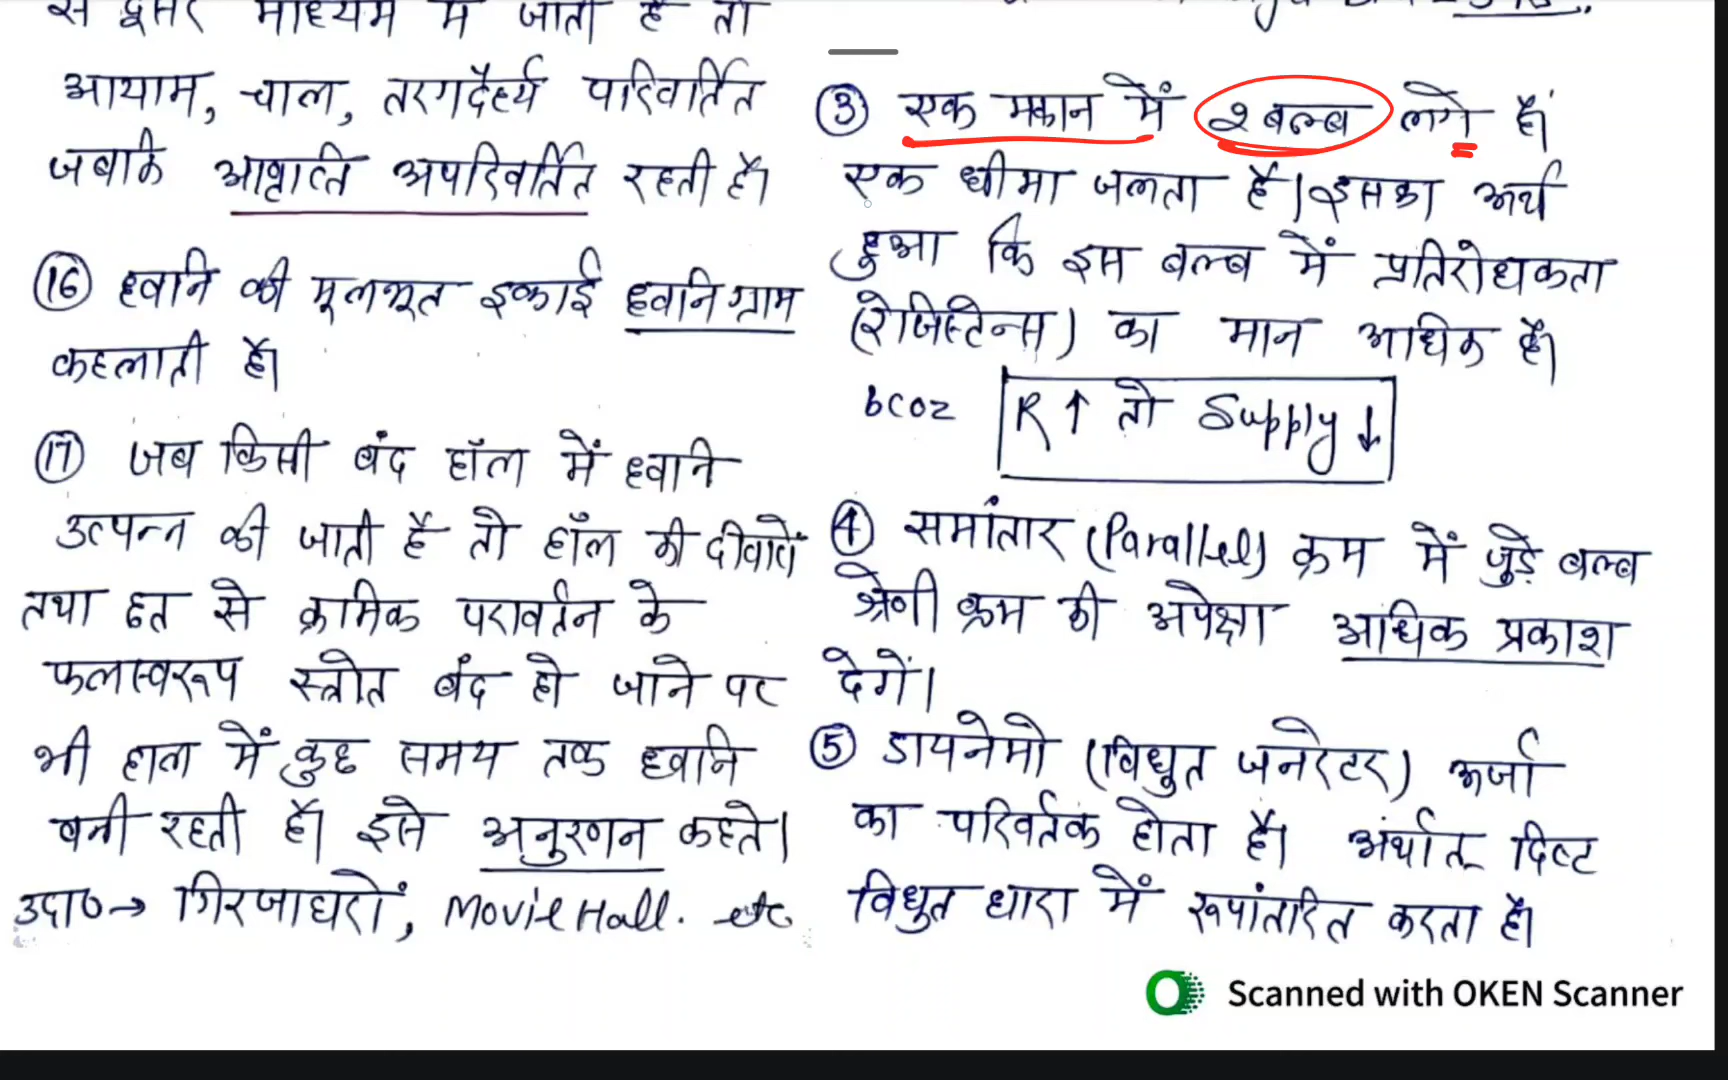 से दूसरे माध्यम में जाती है तो
आयाम, चाल, तरंगदैर्ध्य परिवर्तित
जबकि आवृत्ति अपरिवर्तित रहती है।
(16) ध्वनि की मूलभूत इकाई ध्वनिग्राम
कहलाती है।
(17) जब किसी बंद हॉल में ध्वनि
उत्पन्न की जाती है तो हॉल की दीवारों
तथा छत से क्रमिक परावर्तन के
फलस्वरूप स्त्रोत बंद हो जाने पर
भी हाल में कुछ समय तक ध्वनि
बनी रहती है। इसे अनुरणन कहते।
उदा० → गिरजाघरों, Movie Hall. etc
(3) एक मकान में 2 बल्ब लगे है।
एक धीमा जलता है। इसका अर्थ
हुआ कि इस बल्ब में प्रतिरोधकता
(रेजिस्टेन्स) का मान अधिक है।
bcoz R↑ तो Supply↓
(4) समांतार (Parallel) क्रम में जुड़े बल्ब
श्रेणी क्रम की अपेक्षा अधिक प्रकाश
देगें।
(5) डायनेमो (विधुत जनरेटर) ऊर्जा
का परिवर्तक होता है। अर्थात दिष्ट
विधुत धारा में रूपांतरित करता है।
Scanned with OKEN Scanner